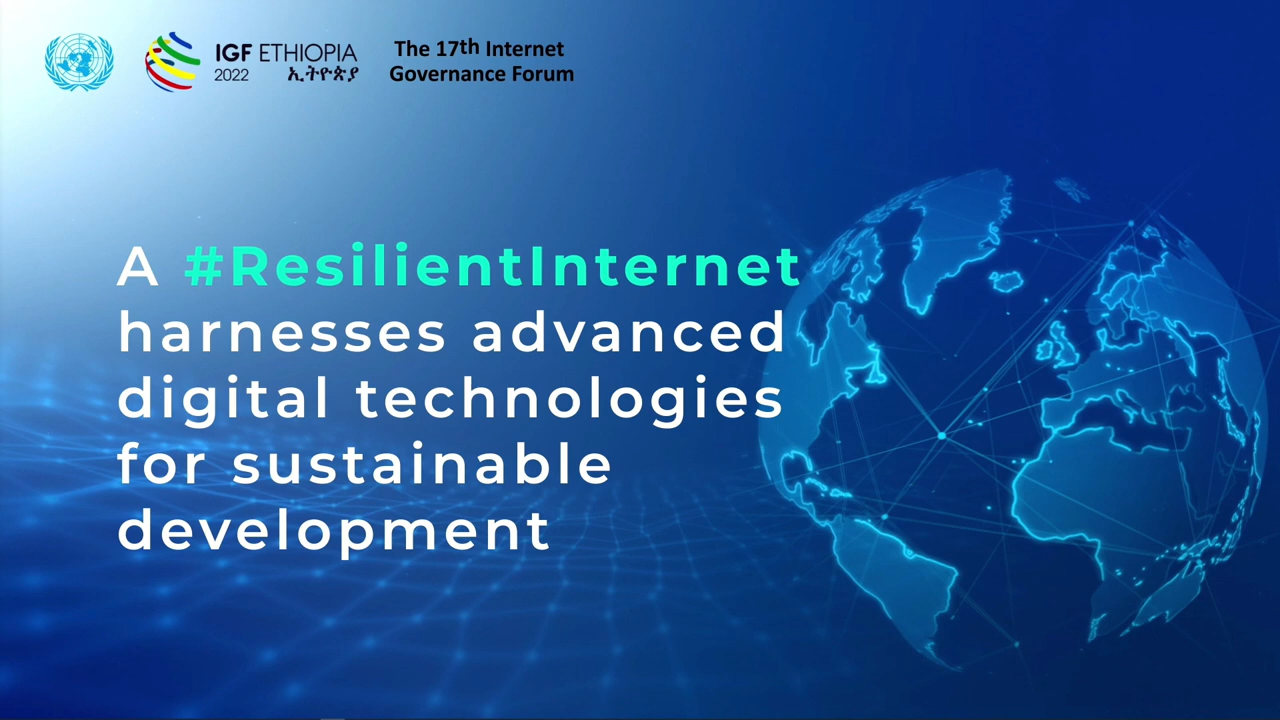 IGF ETHIOPIA
2022 ኢትዮጵያ
The 17th Internet
Governance Forum
A #ResilientInternet
harnesses advanced
digital technologies
for sustainable
development